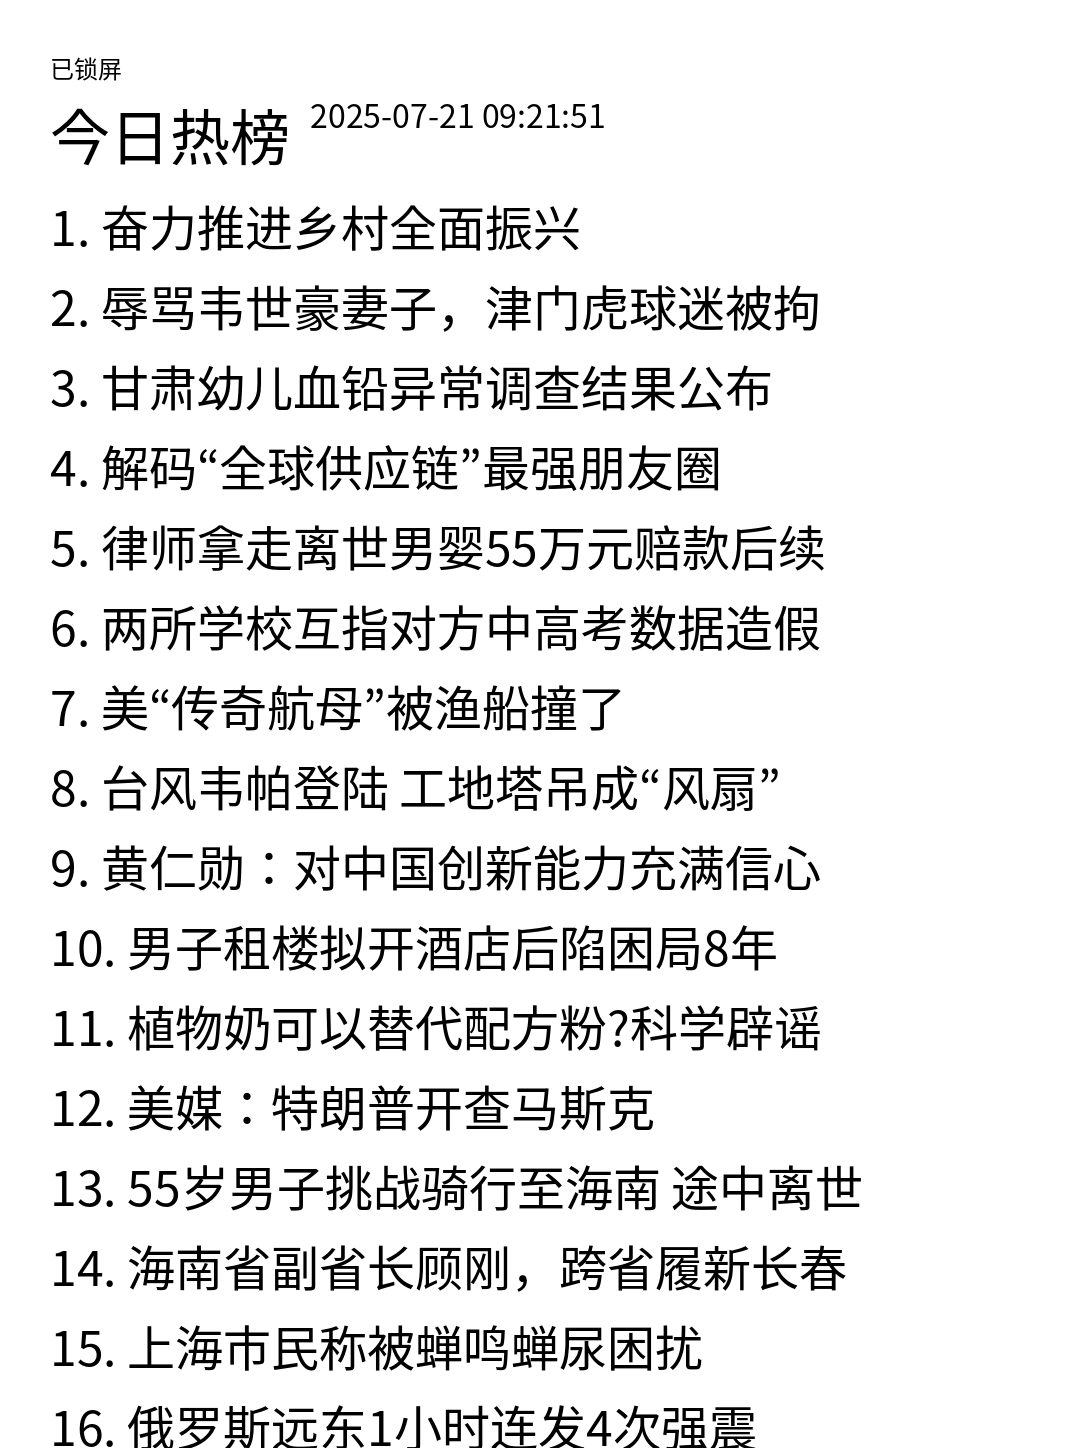 已锁屏
今日热榜 2025-07-21 09:21:51
1. 奋力推进乡村全面振兴
2. 辱骂韦世豪妻子，津门虎球迷被拘
3. 甘肃幼儿血铅异常调查结果公布
4. 解码“全球供应链”最强朋友圈
5. 律师拿走离世男婴55万元赔款后续
6. 两所学校互指对方中高考数据造假
7. 美“传奇航母”被渔船撞了
8. 台风韦帕登陆 工地塔吊成“风扇”
9. 黄仁勋：对中国创新能力充满信心
10. 男子租楼拟开酒店后陷困局8年
11. 植物奶可以替代配方粉?科学辟谣
12. 美媒：特朗普开查马斯克
13. 55岁男子挑战骑行至海南 途中离世
14. 海南省副省长顾刚，跨省履新长春
15. 上海市民称被蝉鸣蝉尿困扰
16. 俄罗斯远东1小时连发4次强震